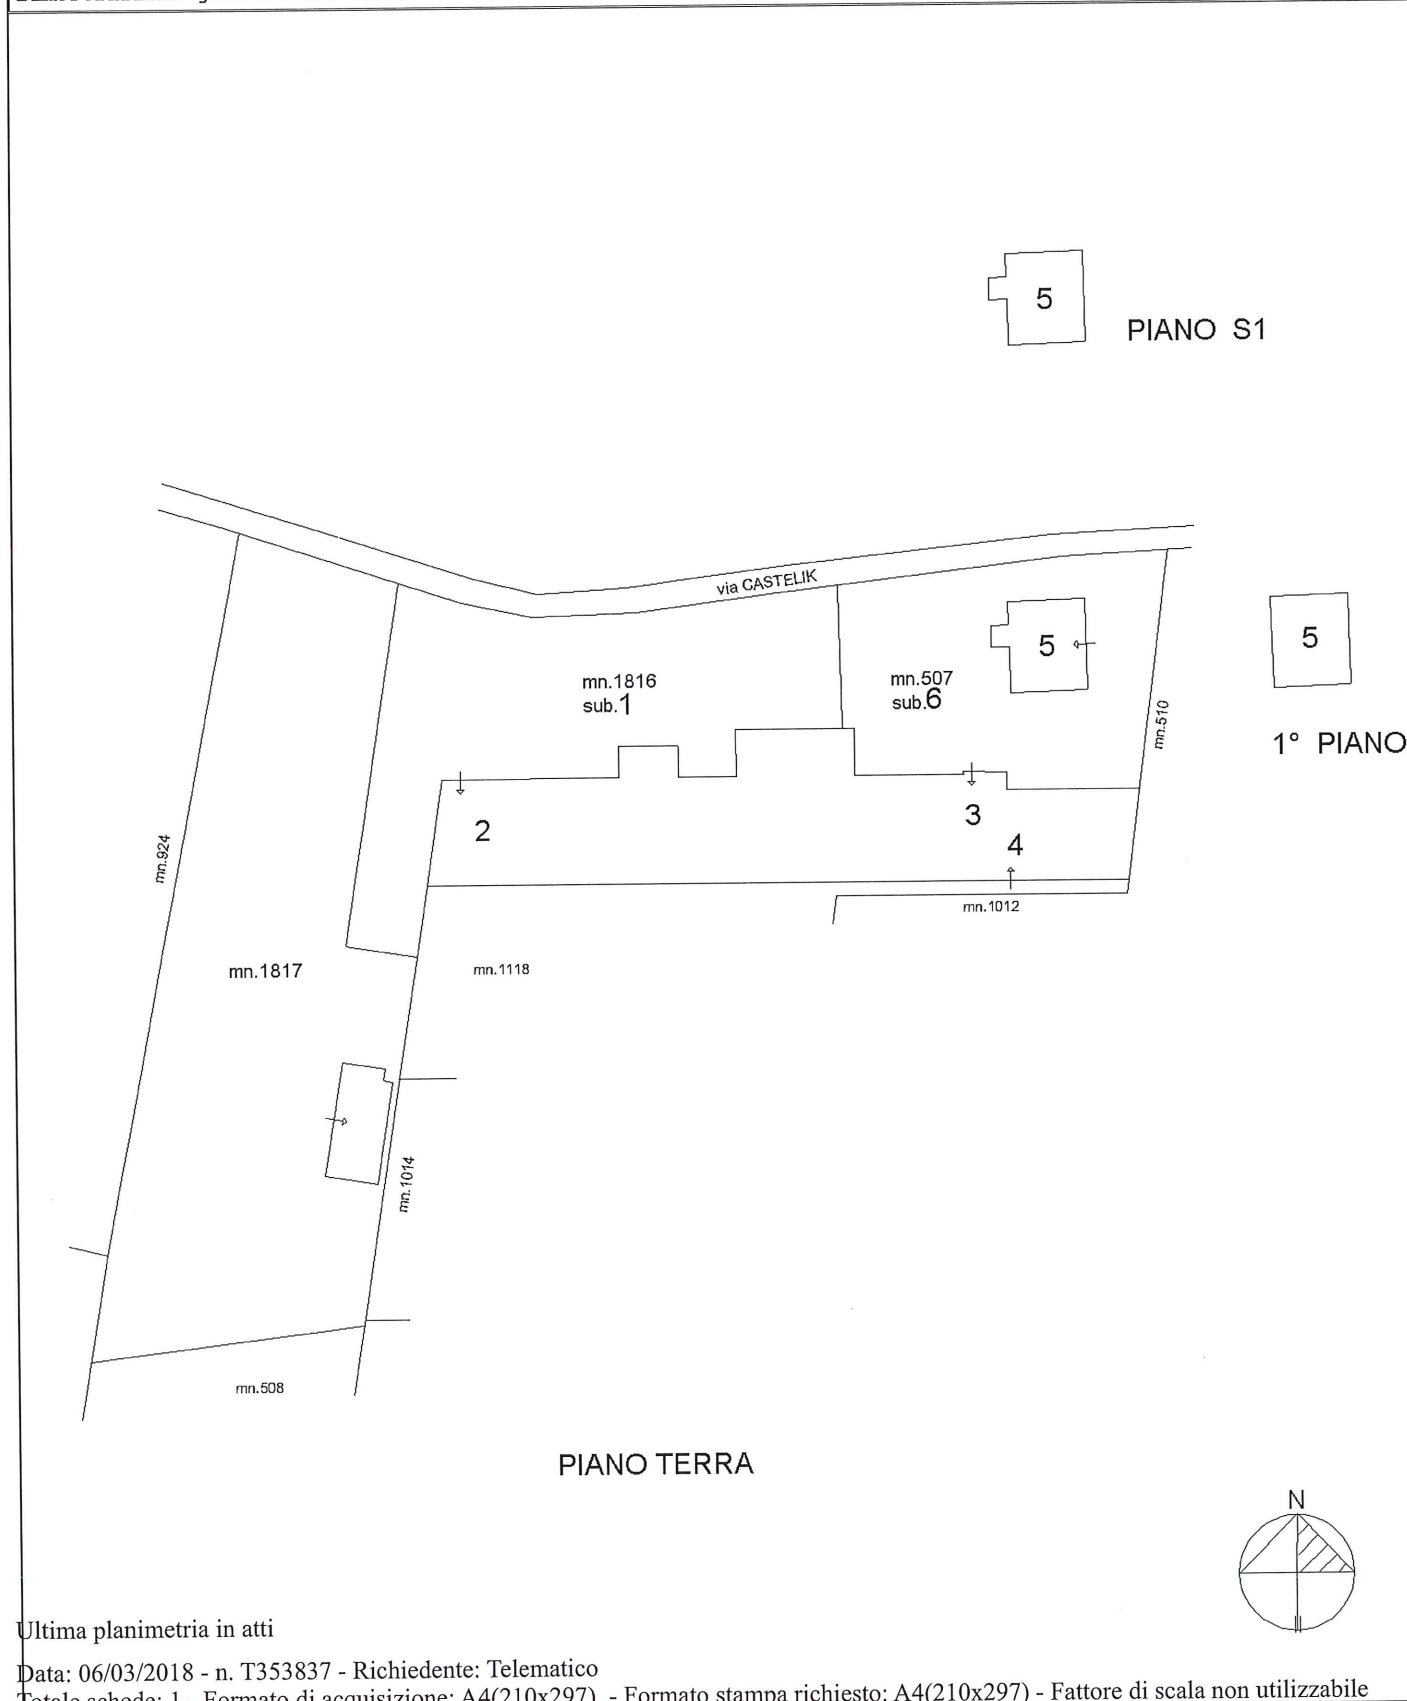 5
PIANO S1
via CASTELIK
5
5
mn.1816
sub.1
mn.507
sub.6
mn.510
1° PIANO
2
3
4
mn.924
mn.1012
mn.1817
mn.1118
mn.1014
mn.508
PIANO TERRA
N
Ultima planimetria in atti
Data: 06/03/2018 - n. T353837 - Richiedente: Telematico
Totale schede: 1 - Formato di acquisizione: A4(210x297) - Formato stampa richiesto: A4(210x297) - Fattore di scala non utilizzabile